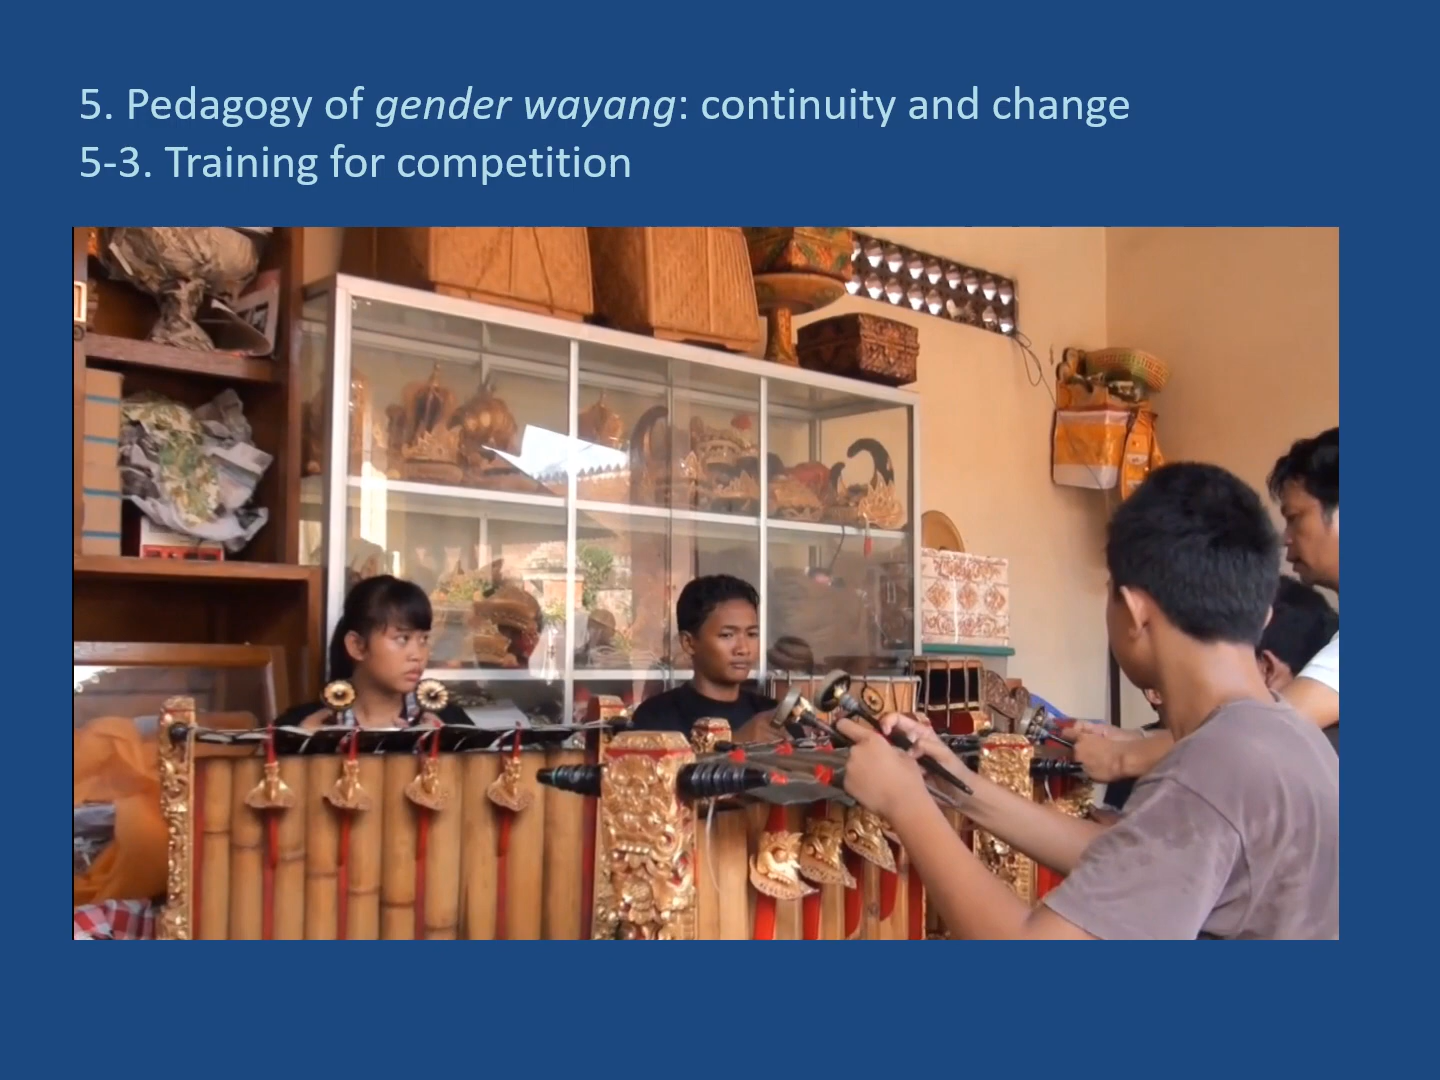 5. Pedagogy of gender wayang: continuity and change
5-3. Training for competition